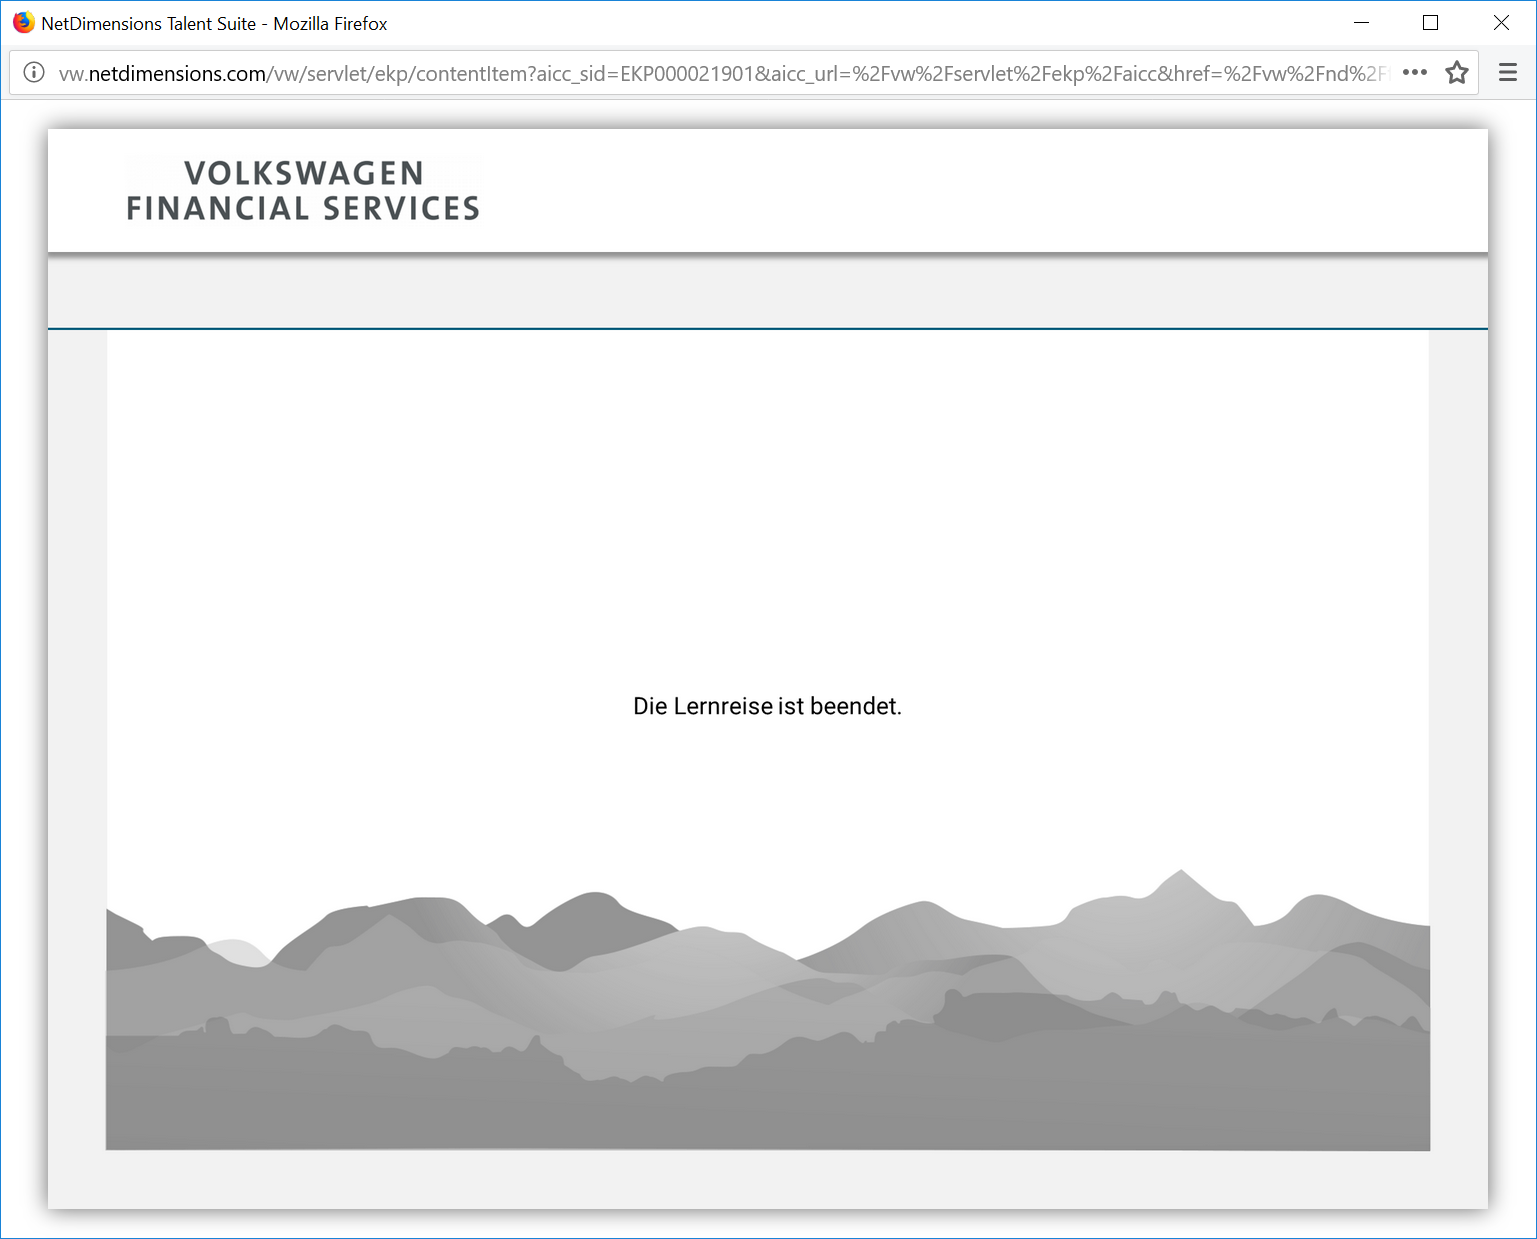 NetDimensions Talent Suite - Mozilla Firefox
vw.netdimensions.com/vw/servlet/ekp/contentItem?aicc_sid=EKP000021901&aicc_url=%2Fvw%2Fservlet%2Fekp%2Faicc&href=%2Fvw%2Fnd%2F
VOLKSWAGEN
FINANCIAL SERVICES
Die Lernreise ist beendet.